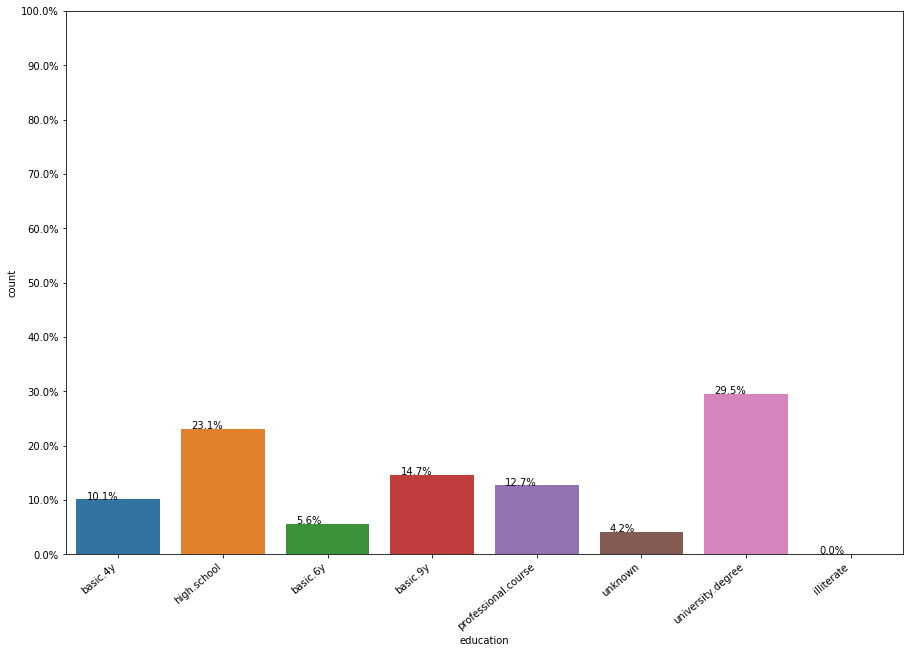 100.0%
90.0%
80.0%
70.0%
60.0%
50.0%
40.0%
30.0%
20.0%
10.0%
0.0%
count
10.1%
23.1%
5.6%
14.7%
12.7%
4.2%
29.5%
0.0%
basic.4y
high.school
basic.6y
basic.9y
professional.course
unknown
university.degree
illiterate
education